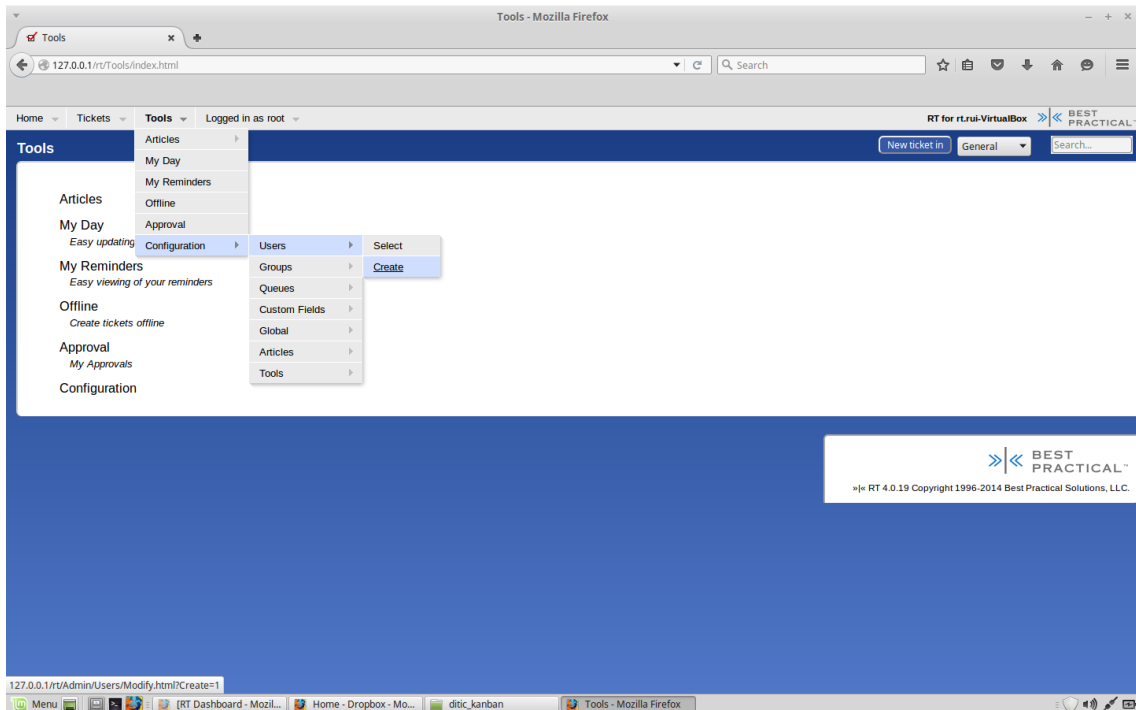 Tools - Mozilla Firefox
Tools
127.0.0.1/rt/Tools/index.html
Search
Home Tickets Tools Logged in as root
RT for rt.rui-VirtualBox
BEST PRACTICAL™
Tools
New ticket in
General
Search...
Articles
My Day
My Reminders
Offline
Approval
Configuration
Users
Groups
Queues
Custom Fields
Global
Articles
Tools
Select
Create
Articles
My Day
Easy updating
My Reminders
Easy viewing of your reminders
Offline
Create tickets offline
Approval
My Approvals
Configuration
BEST PRACTICAL™
»|« RT 4.0.19 Copyright 1996-2014 Best Practical Solutions, LLC.
127.0.0.1/rt/Admin/Users/Modify.html?Create=1
Menu
[RT Dashboard - Mozil...
Home - Dropbox - Mo...
ditic_kanban
Tools - Mozilla Firefox